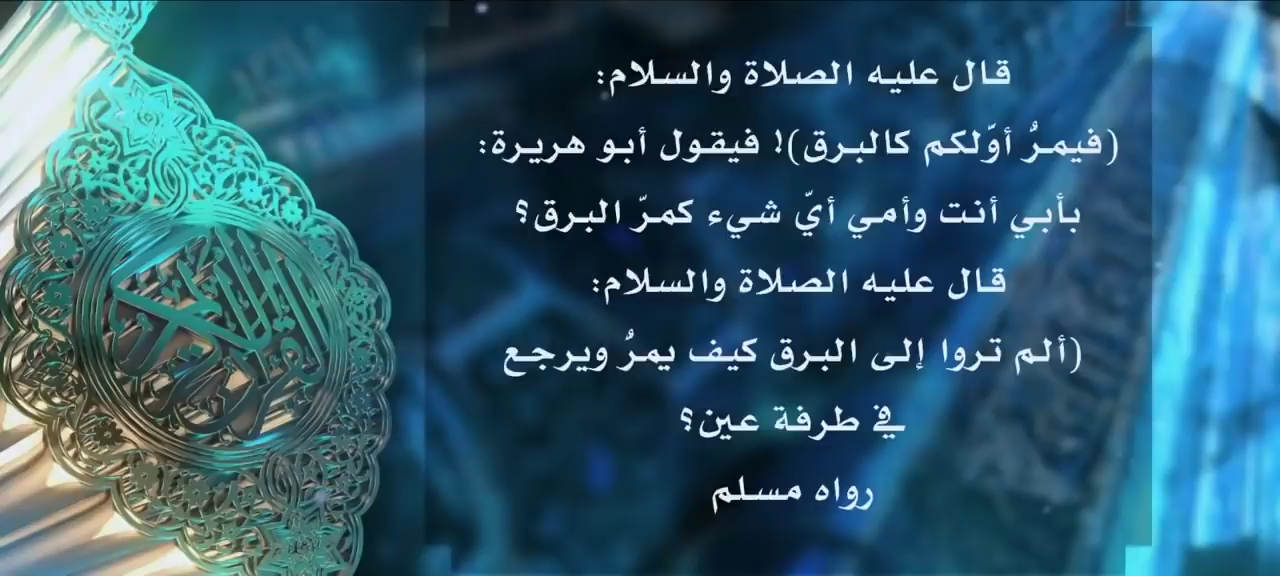 قال عليه الصلاة والسلام:
(فيمرُّ أوّلكم كالبرق)! فيقول أبو هريرة:
بأبي أنت وأمي أيّ شيء كمرّ البرق؟
قال عليه الصلاة والسلام:
(ألم تروا إلى البرق كيف يمرُّ ويرجع
في طرفة عين؟
رواه مسلم